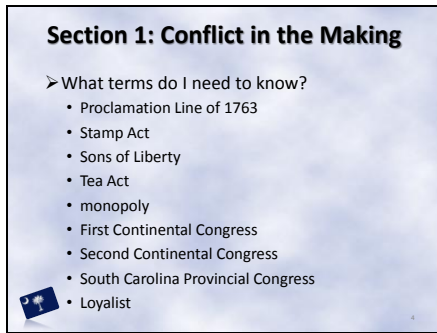 Section 1: Conflict in the Making
➢What terms do I need to know?
• Proclamation Line of 1763
• Stamp Act
• Sons of Liberty
• Tea Act
• monopoly
• First Continental Congress
• Second Continental Congress
• South Carolina Provincial Congress
• Loyalist
4